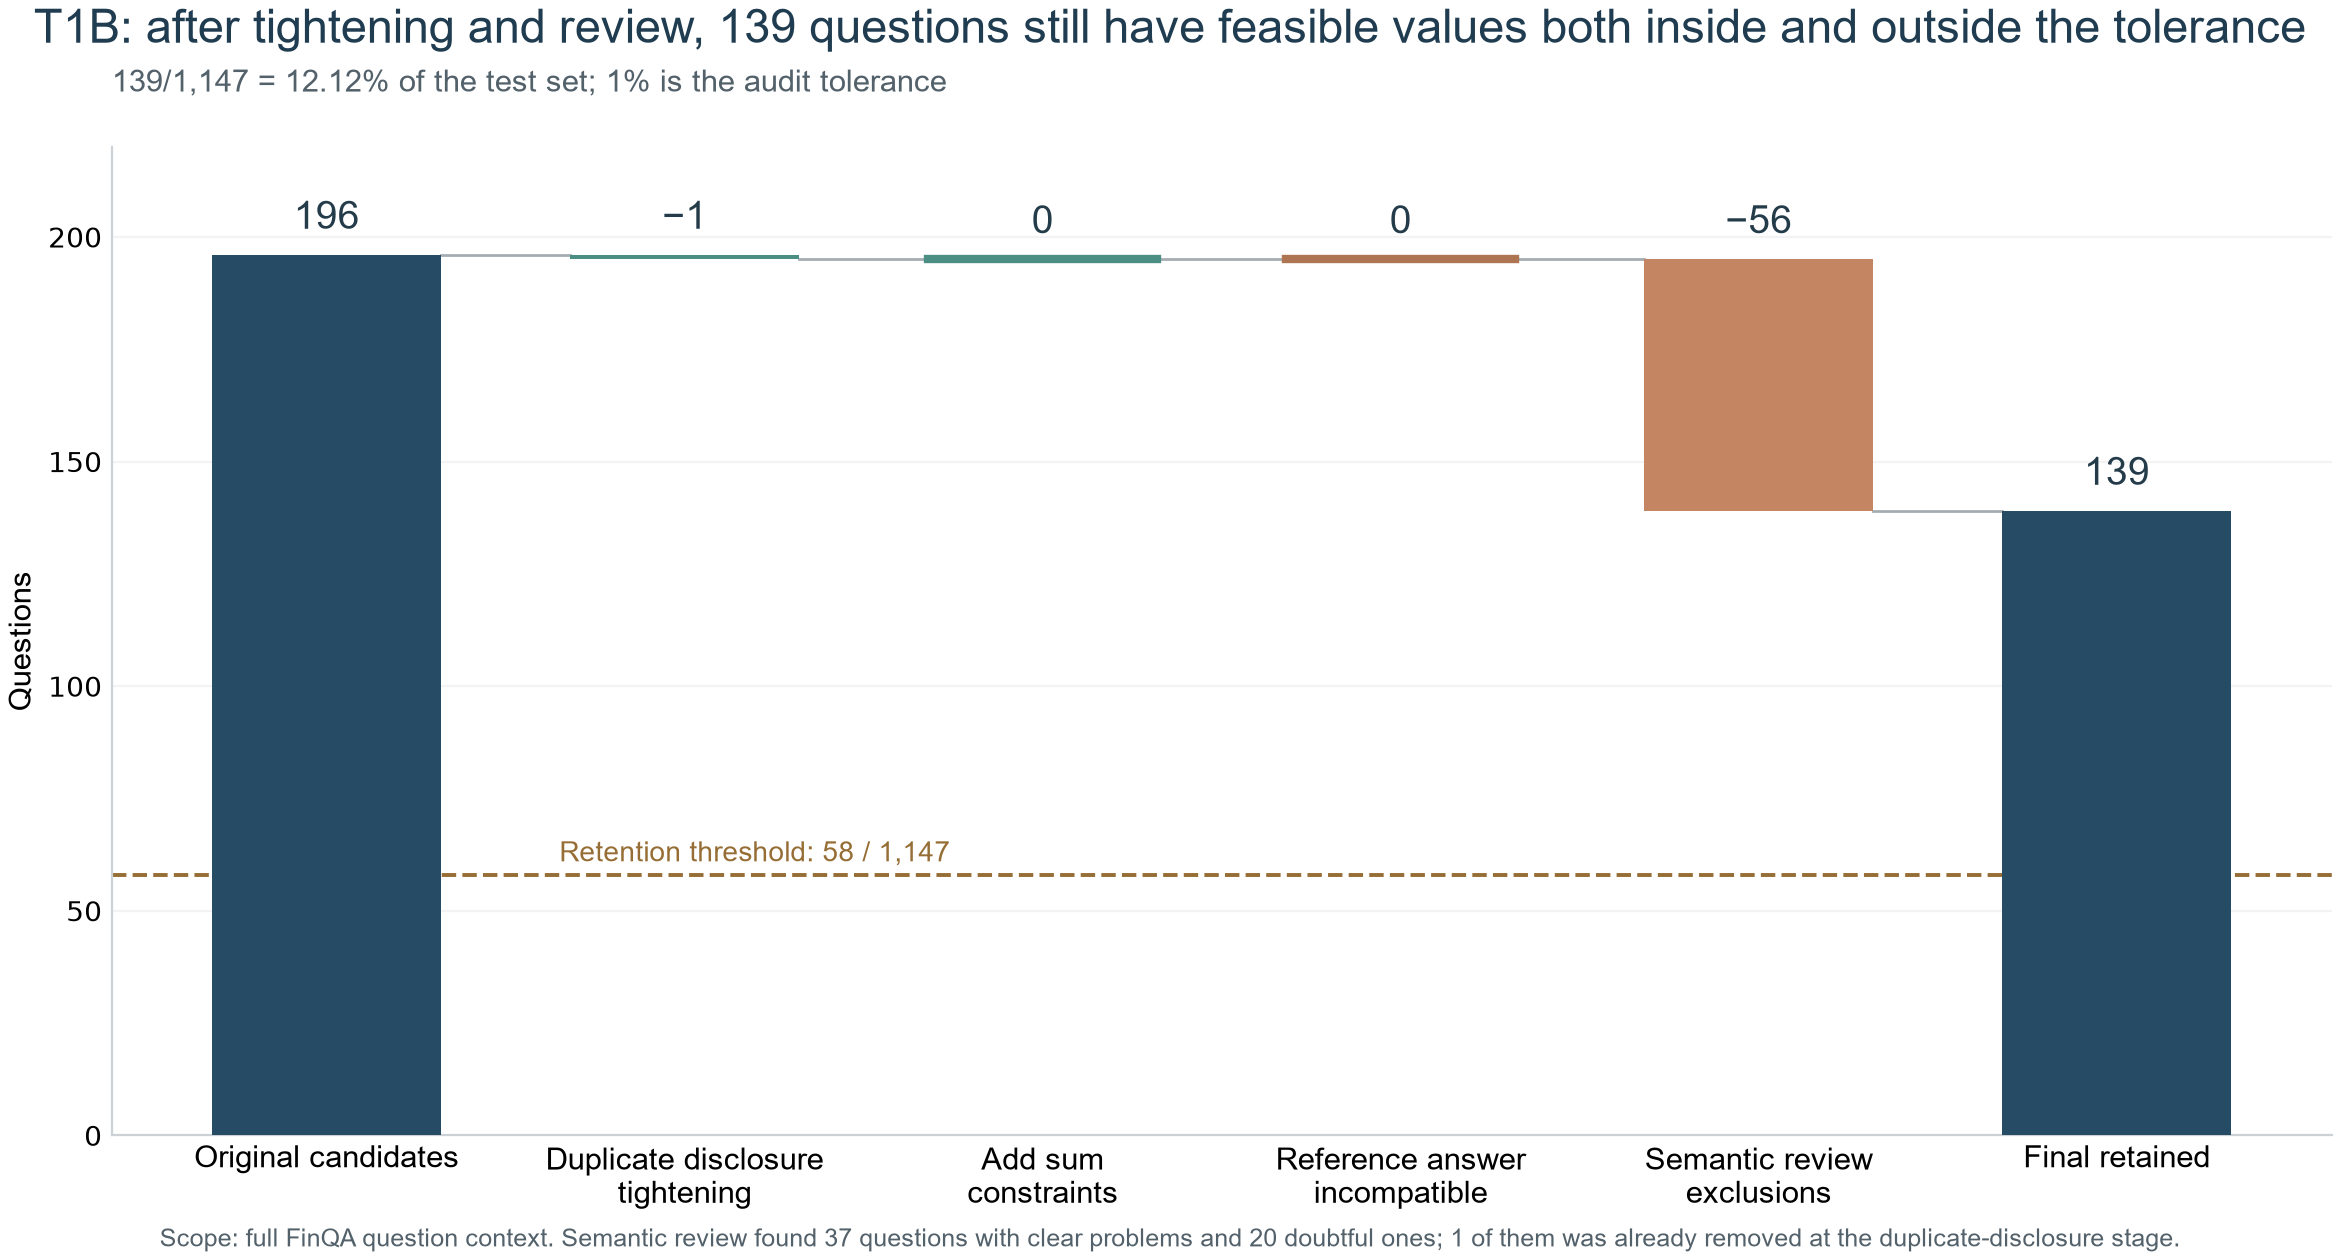 T1B: after tightening and review, 139 questions still have feasible values both inside and outside the tolerance
139/1,147 = 12.12% of the test set; 1% is the audit tolerance
196
−1
0
0
−56
139
200
150
100
50
0
Questions
Retention threshold: 58 / 1,147
Original candidates
Duplicate disclosure
tightening
Add sum
constraints
Reference answer
incompatible
Semantic review
exclusions
Final retained
Scope: full FinQA question context. Semantic review found 37 questions with clear problems and 20 doubtful ones; 1 of them was already removed at the duplicate-disclosure stage.